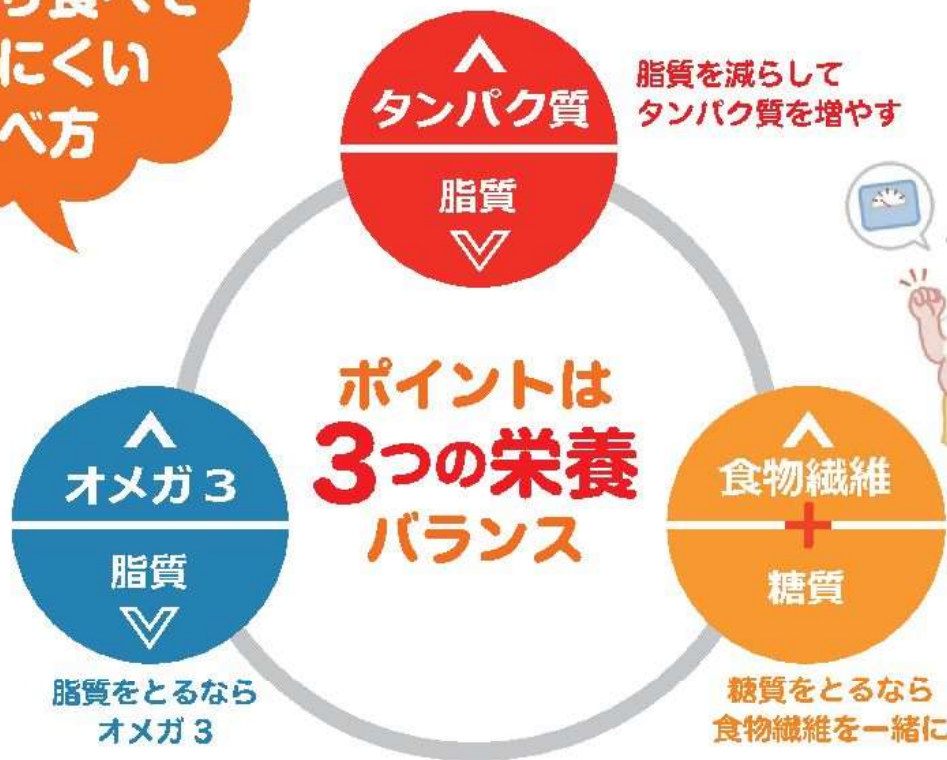 り食べて
にくい
べ方
タンパク質
脂質
脂質を減らして
タンパク質を増やす
ポイントは
3つの栄養
バランス
オメガ3
脂質
脂質をとるなら
オメガ3
食物繊維
+
糖質
糖質をとるなら
食物繊維を一緒に